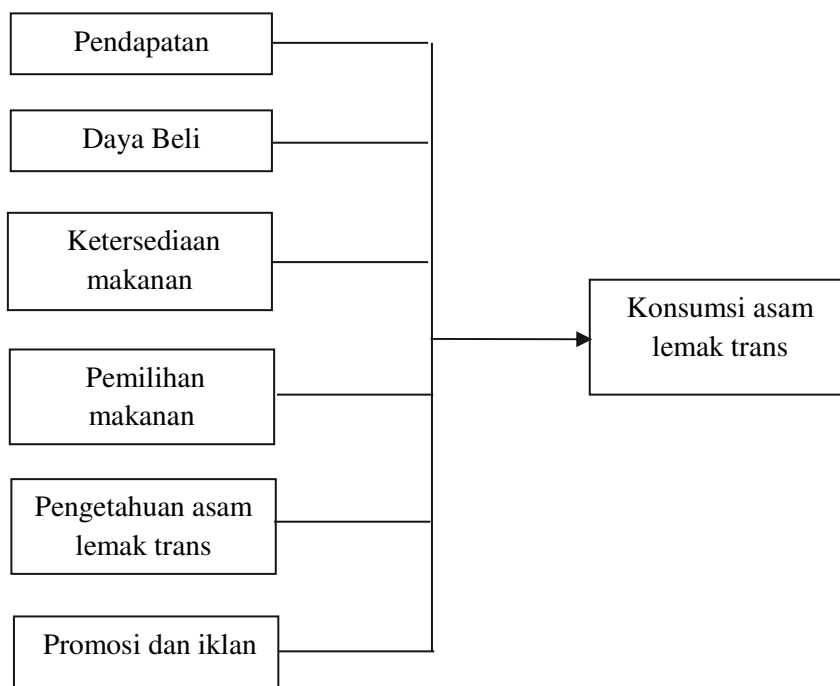 Pendapatan
Daya Beli
Ketersediaan
makanan
Pemilihan
makanan
Pengetahuan asam
lemak trans
Promosi dan iklan
Konsumsi asam
lemak trans